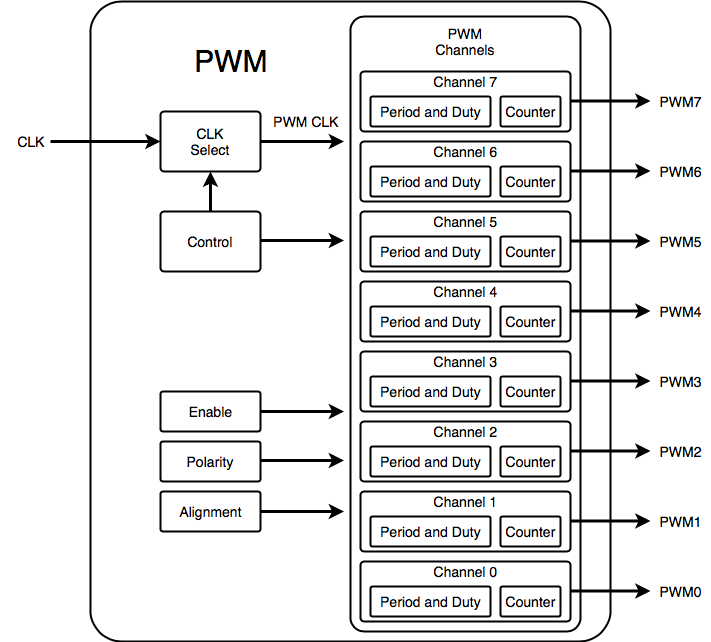 PWM
CLK
CLK
Select
PWM CLK
Control
Enable
Polarity
Alignment
PWM
Channels
Channel 7
Period and Duty
Counter
PWM7
Channel 6
Period and Duty
Counter
PWM6
Channel 5
Period and Duty
Counter
PWM5
Channel 4
Period and Duty
Counter
PWM4
Channel 3
Period and Duty
Counter
PWM3
Channel 2
Period and Duty
Counter
PWM2
Channel 1
Period and Duty
Counter
PWM1
Channel 0
Period and Duty
Counter
PWM0